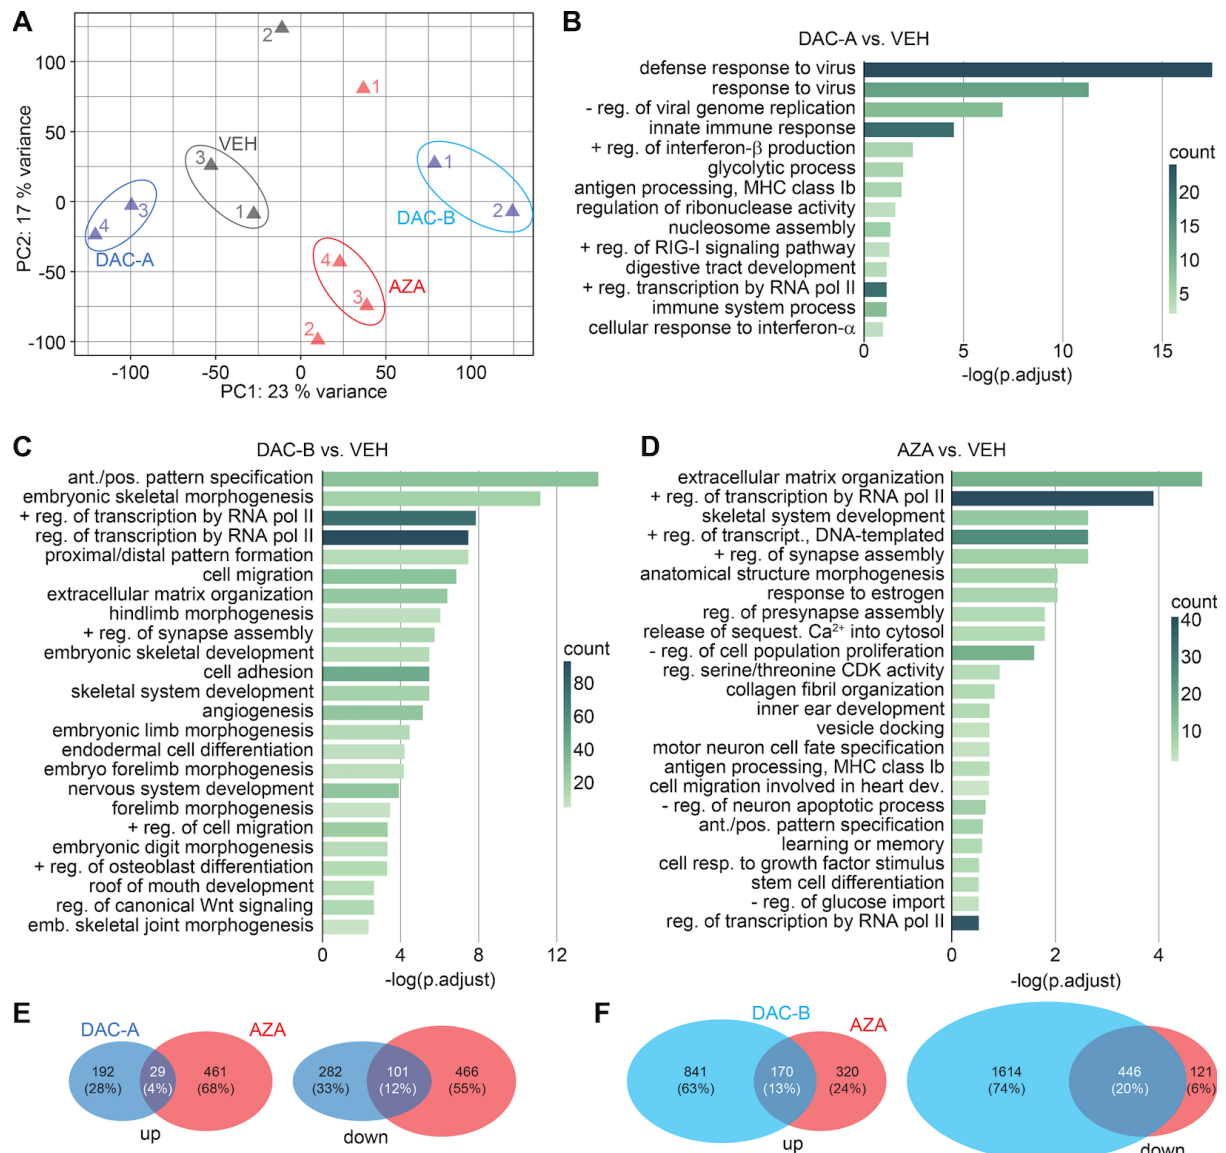 A
PC2: 17 % variance
100
50
0
-50
-100
-100
-50
0
50
100
PC1: 23 % variance
2
1
VEH
3
1
1
2
DAC-B
3
4
DAC-A
4
3
AZA
2
B
DAC-A vs. VEH
defense response to virus
response to virus
- reg. of viral genome replication
innate immune response
+ reg. of interferon-β production
glycolytic process
antigen processing, MHC class Ib
regulation of ribonuclease activity
nucleosome assembly
+ reg. of RIG-I signaling pathway
digestive tract development
+ reg. transcription by RNA pol II
immune system process
cellular response to interferon-α
0
5
10
15
-log(p.adjust)
count
20
15
10
5
C
DAC-B vs. VEH
ant./pos. pattern specification
embryonic skeletal morphogenesis
+ reg. of transcription by RNA pol II
reg. of transcription by RNA pol II
proximal/distal pattern formation
cell migration
extracellular matrix organization
hindlimb morphogenesis
+ reg. of synapse assembly
embryonic skeletal development
cell adhesion
skeletal system development
angiogenesis
embryonic limb morphogenesis
endodermal cell differentiation
embryo forelimb morphogenesis
nervous system development
forelimb morphogenesis
+ reg. of cell migration
embryonic digit morphogenesis
+ reg. of osteoblast differentiation
roof of mouth development
reg. of canonical Wnt signaling
emb. skeletal joint morphogenesis
0
4
8
12
-log(p.adjust)
count
80
60
40
20
D
AZA vs. VEH
extracellular matrix organization
+ reg. of transcription by RNA pol II
skeletal system development
+ reg. of transcript., DNA-templated
+ reg. of synapse assembly
anatomical structure morphogenesis
response to estrogen
reg. of presynapse assembly
release of sequest. Ca²⁺ into cytosol
- reg. of cell population proliferation
reg. serine/threonine CDK activity
collagen fibril organization
inner ear development
vesicle docking
motor neuron cell fate specification
antigen processing, MHC class Ib
cell migration involved in heart dev.
- reg. of neuron apoptotic process
ant./pos. pattern specification
learning or memory
cell resp. to growth factor stimulus
stem cell differentiation
- reg. of glucose import
reg. of transcription by RNA pol II
0
2
4
-log(p.adjust)
count
40
30
20
10
E
DAC-A
AZA
192
(28%)
29
(4%)
461
(68%)
up
282
(33%)
101
(12%)
466
(55%)
down
F
DAC-B
AZA
841
(63%)
170
(13%)
320
(24%)
up
1614
(74%)
446
(20%)
121
(6%)
down